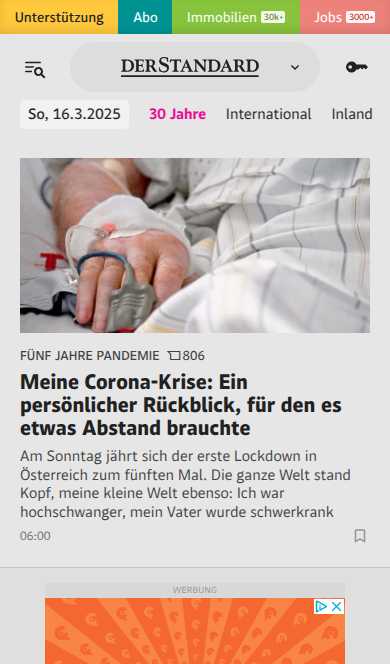 Unterstützung Abo Immobilien 30k+ Jobs 3000+
DERSTANDARD
So, 16.3.2025 30 Jahre International Inland
FÜNF JAHRE PANDEMIE 806
Meine Corona-Krise: Ein
persönlicher Rückblick, für den es
etwas Abstand brauchte
Am Sonntag jährt sich der erste Lockdown in
Österreich zum fünften Mal. Die ganze Welt stand
Kopf, meine kleine Welt ebenso: Ich war
hochschwanger, mein Vater wurde schwerkrank
06:00
WERBUNG